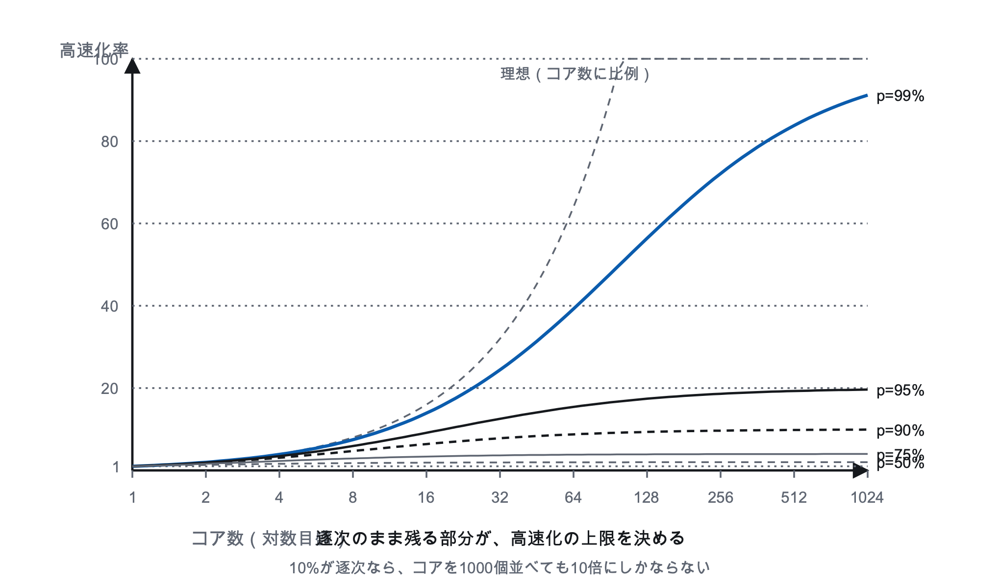 高速化率
100
理想(コア数に比例)
p=99%
80
60
40
20
p=95%
p=90%
p=75%
p=50%
1
1 2 4 8 16 32 64 128 256 512 1024
コア数(対数目盛)
逐次のまま残る部分が、高速化の上限を決める
10%が逐次なら、コアを1000個並べても10倍にしかならない